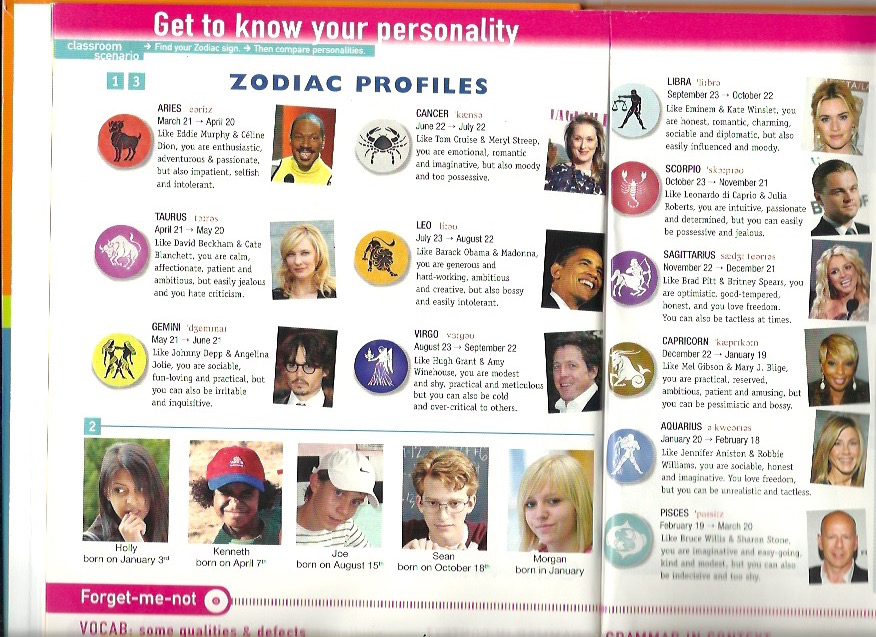 Get to know your personality
classroom
scenario
→ Find your Zodiac sign. → Then compare personalities.
1 3
ZODIAC PROFILES
ARIES
March 21 → April 20
Like Eddie Murphy & Céline
Dion, you are enthusiastic,
adventurous & passionate,
but also impatient, selfish
and intolerant.
TAURUS
April 21 → May 20
Like David Beckham & Cate
Blanchett, you are calm,
affectionate, patient and
ambitious, but easily jealous
and you hate criticism.
GEMINI
May 21 → June 21
Like Johnny Depp & Angelina
Jolie, you are sociable,
fun-loving and practical, but
you can also be irritable
and inquisitive.
CANCER
June 22 → July 22
Like Tom Cruise & Meryl Streep,
you are emotional, romantic
and imaginative, but also moody
and too possessive.
LEO
July 23 → August 22
Like Barack Obama & Madonna,
you are generous and
hard-working, ambitious
and creative, but also bossy
and easily intolerant.
VIRGO
August 23 → September 22
Like Hugh Grant & Amy
Winehouse, you are modest
and shy, practical and meticulous
but you can also be cold
and over-critical to others.
LIBRA
September 23 → October 22
Like Eminem & Kate Winslet, you
are honest, romantic, charming,
sociable and diplomatic, but also
easily influenced and moody.
SCORPIO
October 23 → November 21
Like Leonardo di Caprio & Julia
Roberts, you are intuitive, passionate
and determined, but you can easily
be possessive and jealous.
SAGITTARIUS
November 22 → December 21
Like Brad Pitt & Britney Spears, you
are optimistic, good-tempered,
honest, and you love freedom.
You can also be tactless at times.
CAPRICORN
December 22 → January 19
Like Mel Gibson & Mary J. Blige,
you are practical, reserved,
ambitious, patient and amusing, but
you can be pessimistic and bossy.
AQUARIUS
January 20 → February 18
Like Jennifer Aniston & Robbie
Williams, you are sociable, honest
and imaginative. You love freedom,
but you can be unrealistic and tactless.
PISCES
February 19 → March 20
Like Bruce Willis & Sharon Stone,
you are imaginative and easy-going,
kind and modest, but you can also
be indecisive and too shy.
2
Holly
born on January 3rd
Kenneth
born on April 7th
Joe
born on August 15th
Sean
born on October 18th
Morgan
born in January
Forget-me-not
VOCAB: some qualities & defects
GRAMMAR IN CONTEXT